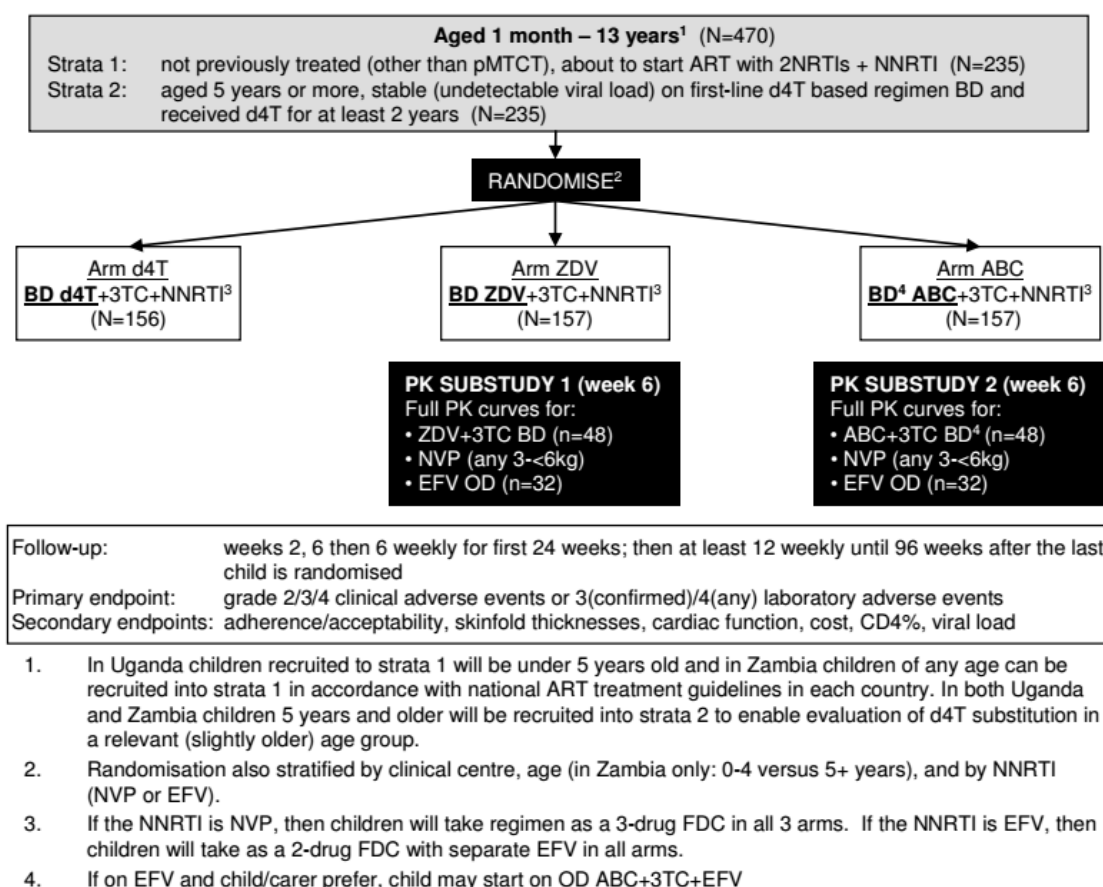 Aged 1 month – 13 years¹ (N=470)
Strata 1: not previously treated (other than pMTCT), about to start ART with 2NRTIs + NNRTI (N=235)
Strata 2: aged 5 years or more, stable (undetectable viral load) on first-line d4T based regimen BD and
received d4T for at least 2 years (N=235)
RANDOMISE²
Arm d4T
BD d4T+3TC+NNRTI³
(N=156)
Arm ZDV
BD ZDV+3TC+NNRTI³
(N=157)
Arm ABC
BD⁴ ABC+3TC+NNRTI³
(N=157)
PK SUBSTUDY 1 (week 6)
Full PK curves for:
• ZDV+3TC BD (n=48)
• NVP (any 3-<6kg)
• EFV OD (n=32)
PK SUBSTUDY 2 (week 6)
Full PK curves for:
• ABC+3TC BD⁴ (n=48)
• NVP (any 3-<6kg)
• EFV OD (n=32)
Follow-up: weeks 2, 6 then 6 weekly for first 24 weeks; then at least 12 weekly until 96 weeks after the last
child is randomised
Primary endpoint: grade 2/3/4 clinical adverse events or 3(confirmed)/4(any) laboratory adverse events
Secondary endpoints: adherence/acceptability, skinfold thicknesses, cardiac function, cost, CD4%, viral load
1. In Uganda children recruited to strata 1 will be under 5 years old and in Zambia children of any age can be
recruited into strata 1 in accordance with national ART treatment guidelines in each country. In both Uganda
and Zambia children 5 years and older will be recruited into strata 2 to enable evaluation of d4T substitution in
a relevant (slightly older) age group.
2. Randomisation also stratified by clinical centre, age (in Zambia only: 0-4 versus 5+ years), and by NNRTI
(NVP or EFV).
3. If the NNRTI is NVP, then children will take regimen as a 3-drug FDC in all 3 arms. If the NNRTI is EFV, then
children will take as a 2-drug FDC with separate EFV in all arms.
4. If on EFV and child/carer prefer, child may start on OD ABC+3TC+EFV